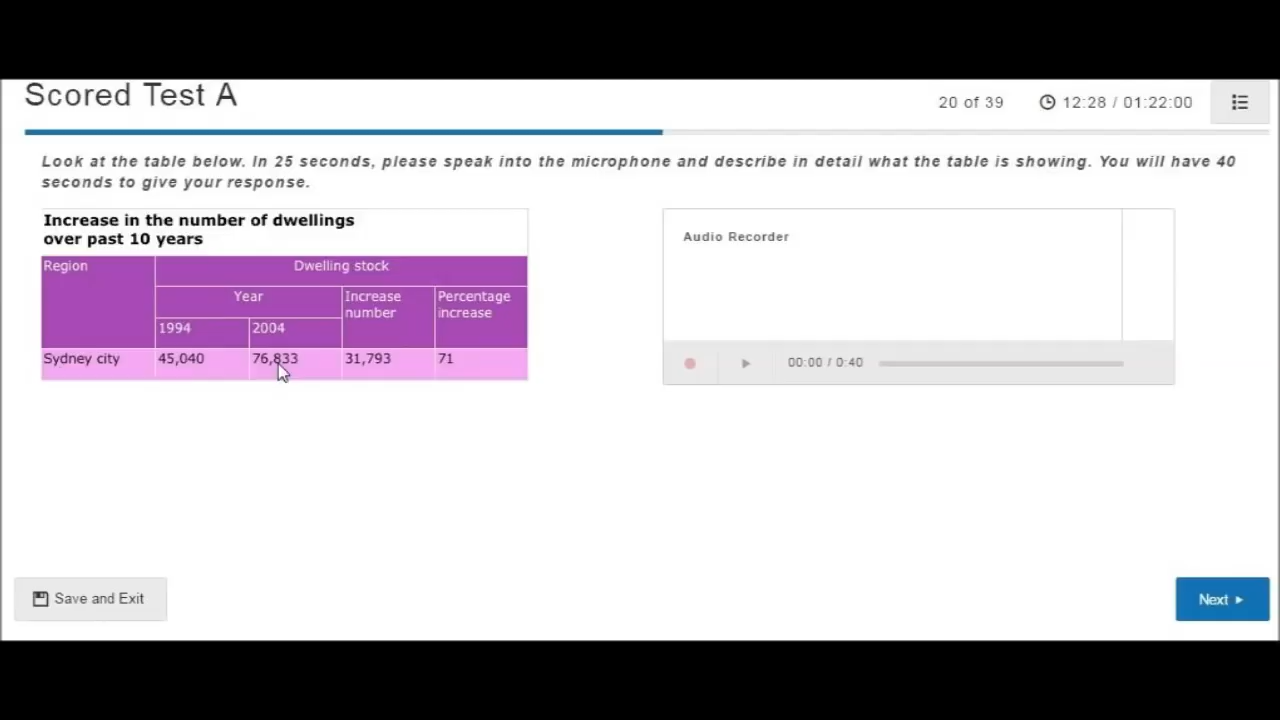 Scored Test A
20 of 39
12:28 / 01:22:00
Look at the table below. In 25 seconds, please speak into the microphone and describe in detail what the table is showing. You will have 40
seconds to give your response.
Increase in the number of dwellings
over past 10 years
Region
Dwelling stock
Year
Increase
number
Percentage
increase
1994
2004
Sydney city
45,040
76,833
31,793
71
Audio Recorder
00:00 / 0:40
Save and Exit
Next